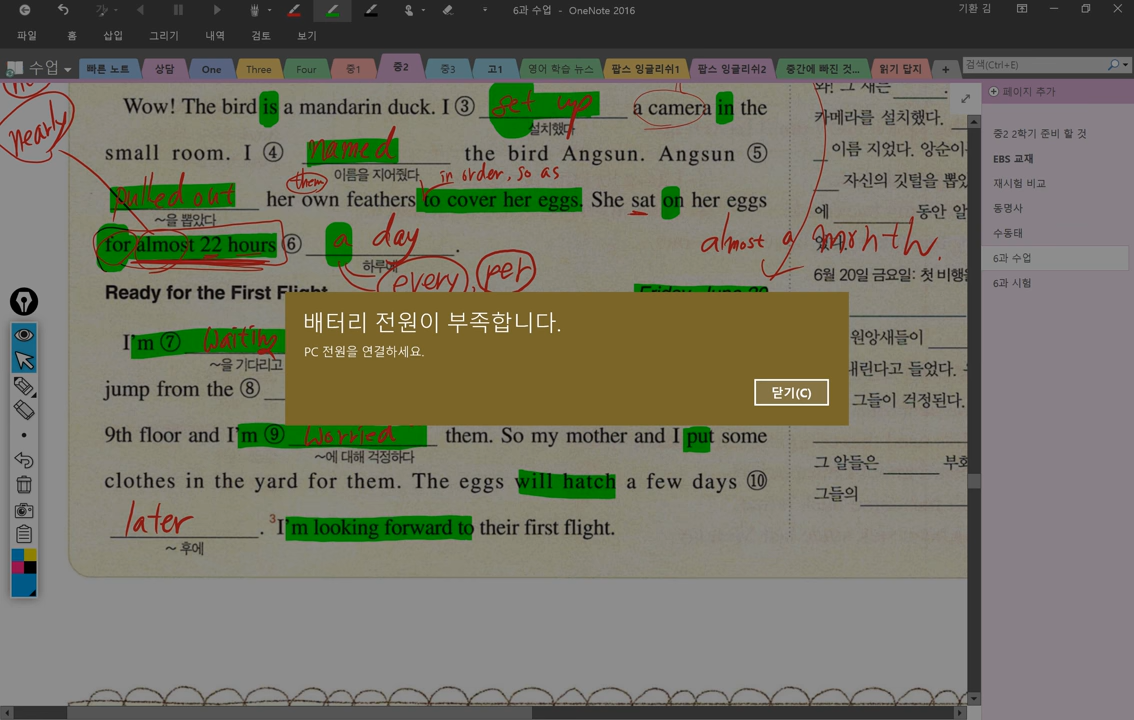 6과 수업 - OneNote 2016
기환 김
파일 홈 삽입 그리기 내역 검토 보기
수업 빠른 노트 상담 One Three Four 중1 중2 중3 고1 영어 학습 뉴스 팝스 잉글리쉬1 팝스 잉글리쉬2 중간에 빠진 것... 읽기 답지 +
검색(Ctrl+E)
페이지 추가
중2 2학기 준비 할 것
EBS 교재
재시험 비교
동명사
수동태
6과 수업
6과 시험
nearly
Wow! The bird is a mandarin duck. I ③ set up a camera in the
설치했다
small room. I ④ named the bird Angsun. Angsun ⑤
이름을 지어줬다
them
in order, so as
pulled out her own feathers to cover her eggs. She sat on her eggs
~을 뽑았다
for almost 22 hours ⑥ a day.
하루에
almost a month.
every, per
Ready for the First Flight
I'm ⑦ waiting
~을 기다리고
jump from the ⑧
9th floor and I'm ⑨ worried them. So my mother and I put some
~에 대해 걱정하다
clothes in the yard for them. The eggs will hatch a few days ⑩
later. ³I'm looking forward to their first flight.
~ 후에
카메라를 설치했다.
이름 지었다. 앙순이
자신의 깃털을 뽑았
에 동안 알
6월 20일 금요일: 첫 비행을
원앙새들이
내린다고 들었다.
그들이 걱정된다.
그 알들은 부화
그들의
배터리 전원이 부족합니다.
PC 전원을 연결하세요.
닫기(C)